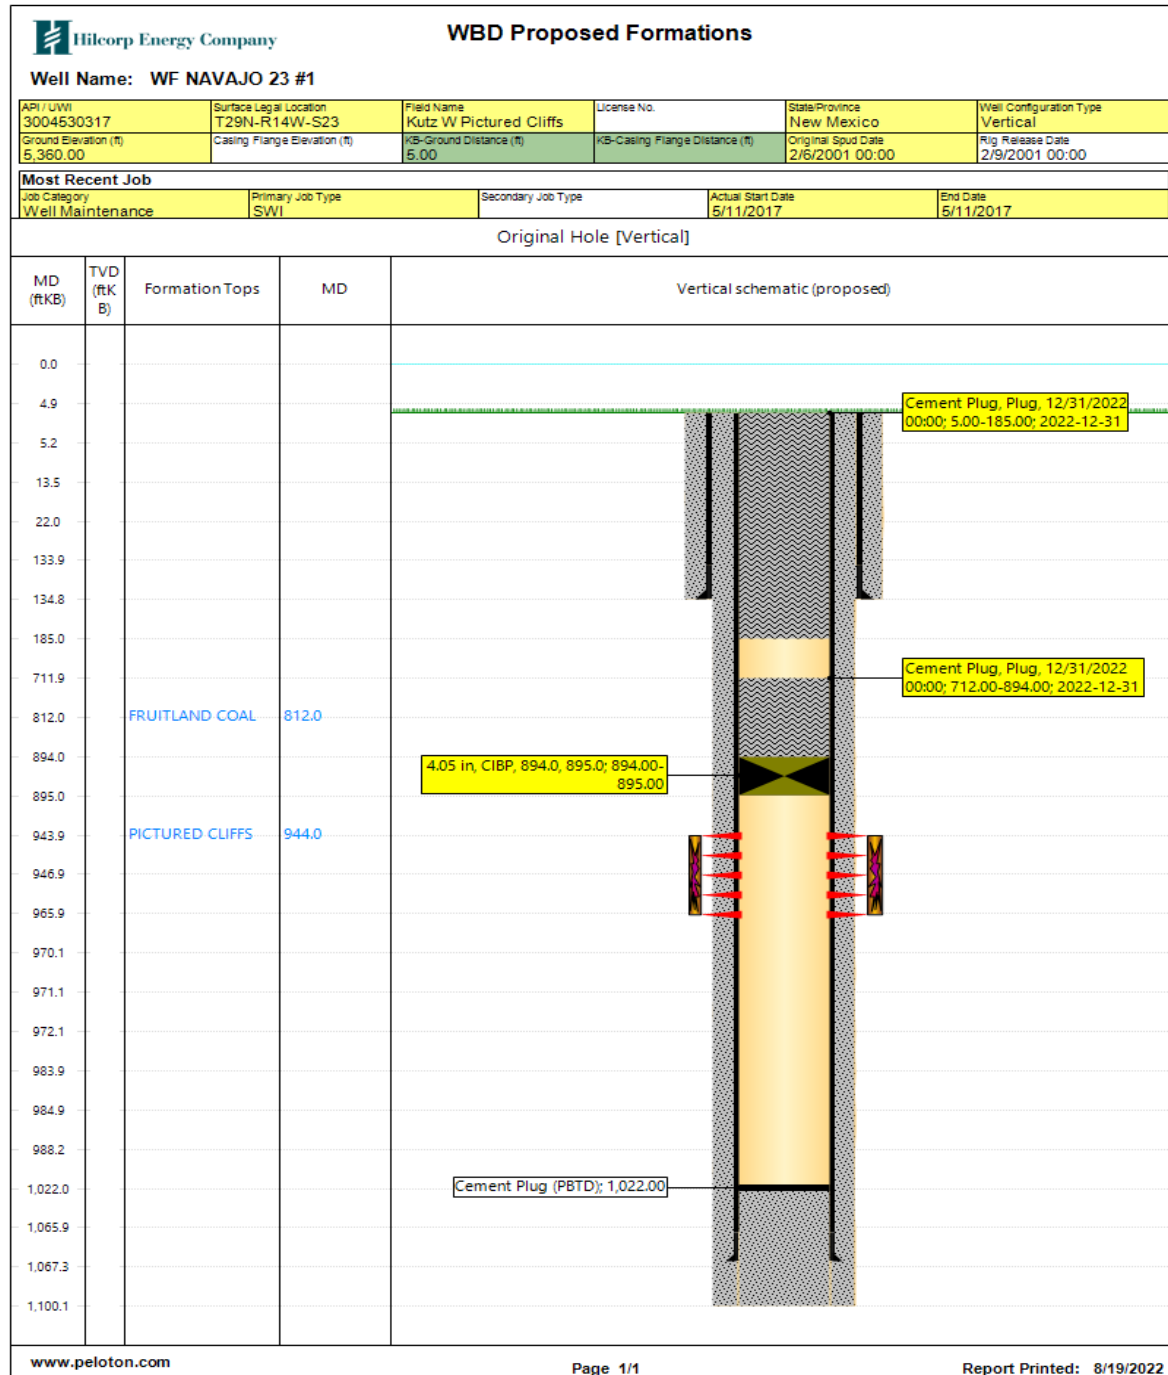 Hilcorp Energy Company
WBD Proposed Formations
Well Name: WF NAVAJO 23 #1
API / UWI
3004530317
Surface Legal Location
T29N-R14W-S23
Field Name
Kutz W Pictured Cliffs
License No.
State/Province
New Mexico
Well Configuration Type
Vertical
Ground Elevation (ft)
5,360.00
Casing Flange Elevation (ft)
KB-Ground Distance (ft)
5.00
KB-Casing Flange Distance (ft)
Original Spud Date
2/6/2001 00:00
Rig Release Date
2/9/2001 00:00
Most Recent Job
Job Category
Well Maintenance
Primary Job Type
SWI
Secondary Job Type
Actual Start Date
5/11/2017
End Date
5/11/2017
Original Hole [Vertical]
MD
(ftKB)
TVD
(ftK
B)
Formation Tops
MD
Vertical schematic (proposed)
0.0
4.9
Cement Plug, Plug, 12/31/2022
00:00; 5.00-185.00; 2022-12-31
5.2
13.5
22.0
133.9
134.8
185.0
711.9
Cement Plug, Plug, 12/31/2022
00:00; 712.00-894.00; 2022-12-31
812.0
FRUITLAND COAL
812.0
894.0
4.05 in, CIBP, 894.0, 895.0; 894.00-
895.00
895.0
943.9
PICTURED CLIFFS
944.0
946.9
965.9
970.1
971.1
972.1
983.9
984.9
988.2
1,022.0
Cement Plug (PBTD); 1,022.00
1,065.9
1,067.3
1,100.1
www.peloton.com
Page 1/1
Report Printed: 8/19/2022